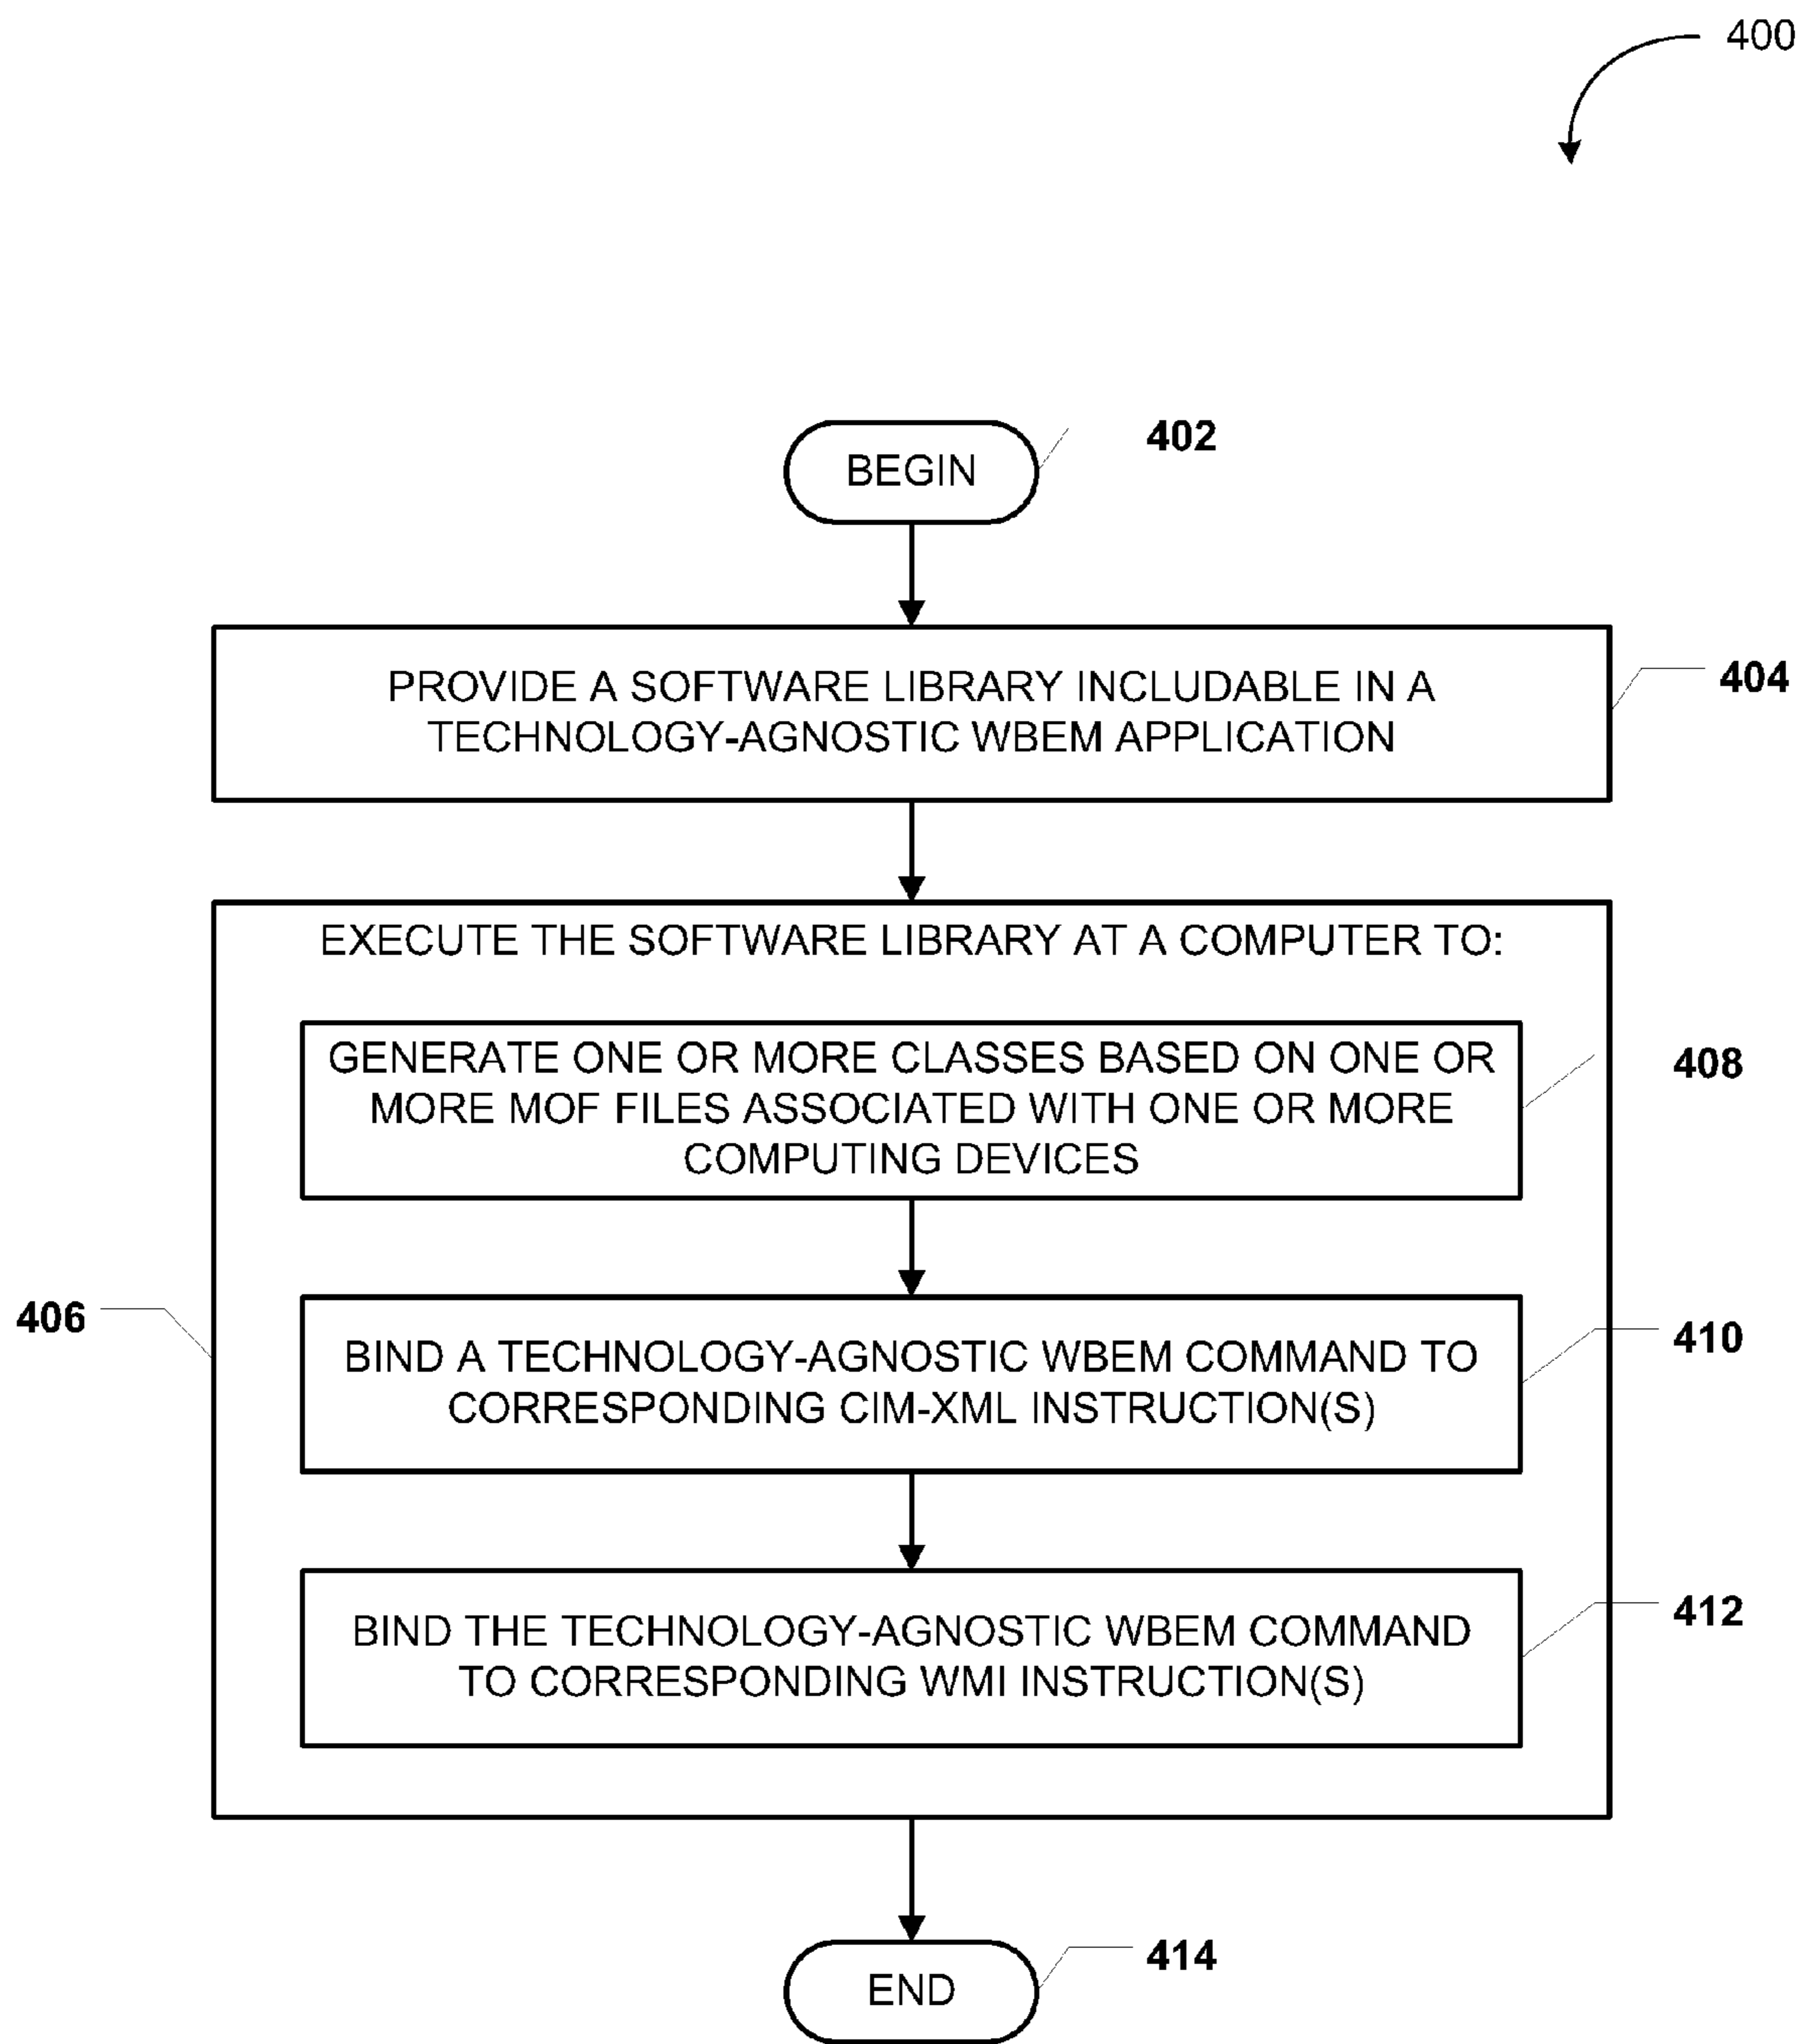 400
BEGIN
402
PROVIDE A SOFTWARE LIBRARY INCLUDABLE IN A
TECHNOLOGY-AGNOSTIC WBEM APPLICATION
404
EXECUTE THE SOFTWARE LIBRARY AT A COMPUTER TO:
GENERATE ONE OR MORE CLASSES BASED ON ONE OR
MORE MOF FILES ASSOCIATED WITH ONE OR MORE
COMPUTING DEVICES
408
406
BIND A TECHNOLOGY-AGNOSTIC WBEM COMMAND TO
CORRESPONDING CIM-XML INSTRUCTION(S)
410
BIND THE TECHNOLOGY-AGNOSTIC WBEM COMMAND
TO CORRESPONDING WMI INSTRUCTION(S)
412
END
414